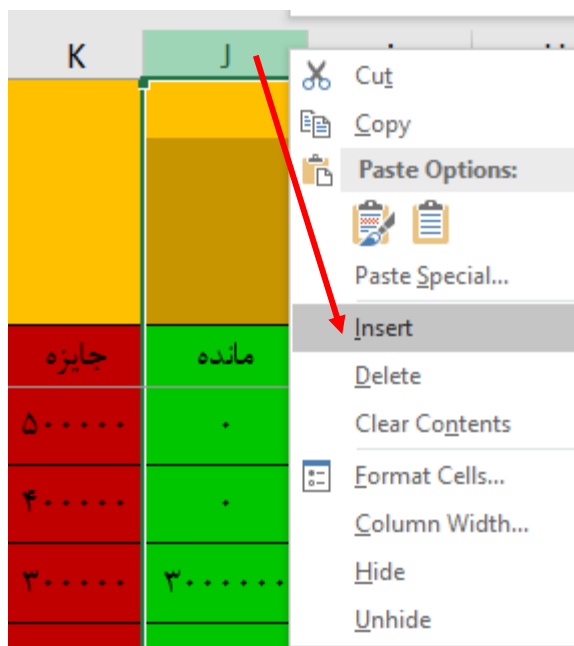 K J
Cut
Copy
Paste Options:
Paste Special...
Insert
Delete
Clear Contents
Format Cells...
Column Width...
Hide
Unhide
مانده جایزه
۰ ۵۰۰۰۰۰
۰ ۴۰۰۰۰۰
۳۰۰۰۰۰۰ ۳۰۰۰۰۰